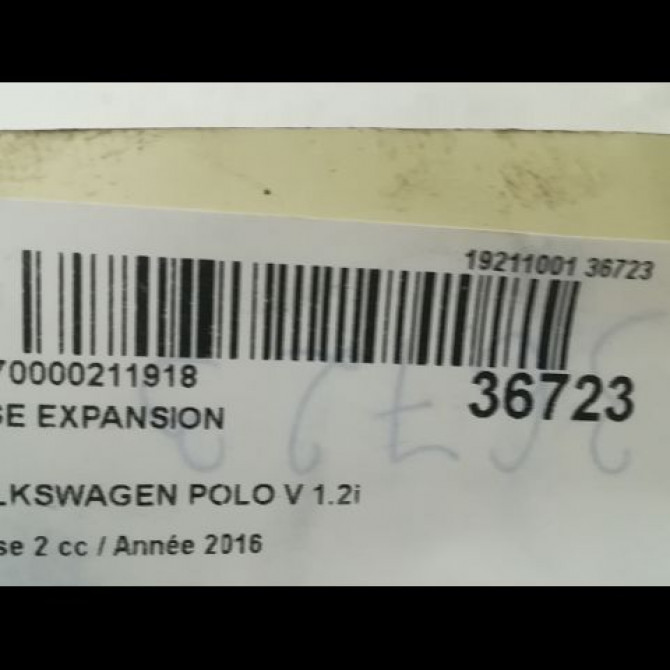 19211001 36723
70000211918
36723
SE EXPANSION
LKSWAGEN POLO V 1.2i
se 2 cc / Année 2016